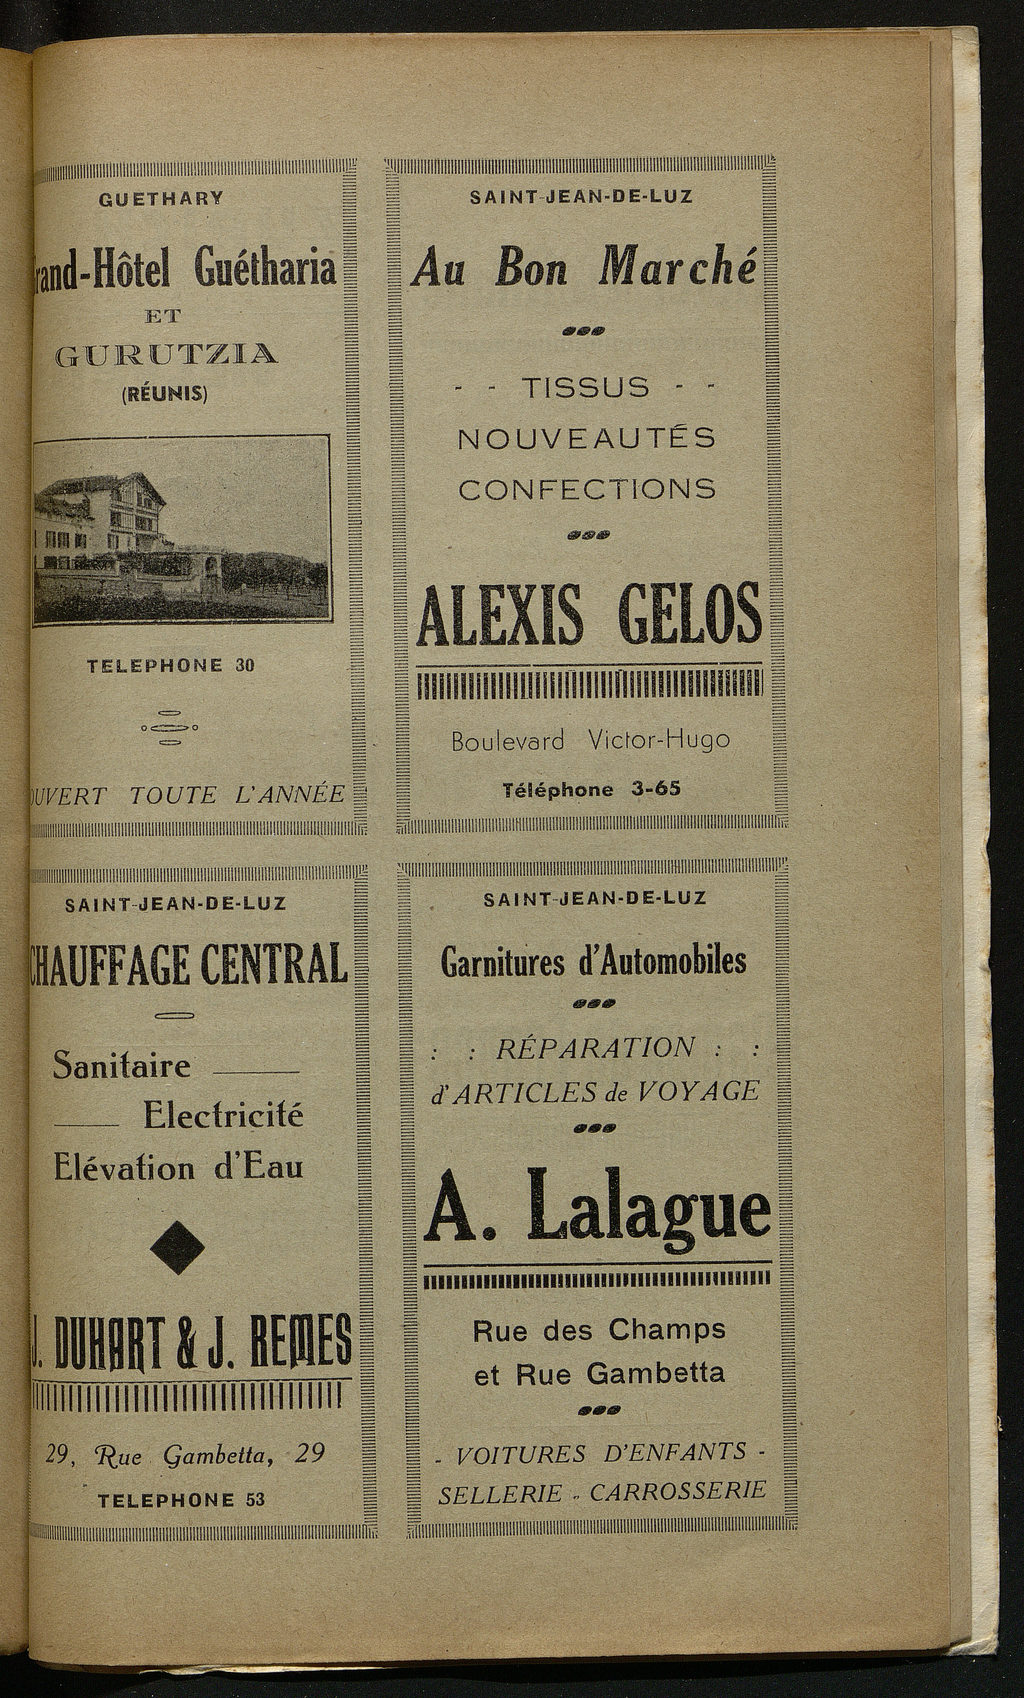 GUETHARY
rand-Hôtel Guétharia
ET
GURUTZIA
(RÉUNIS)
TELEPHONE 30
UVERT TOUTE L'ANNÉE
SAINT-JEAN-DE-LUZ
Au Bon Marché
- - TISSUS - -
NOUVEAUTÉS
CONFECTIONS
ALEXIS GELOS
Boulevard Victor-Hugo
Téléphone 3-65
SAINT-JEAN-DE-LUZ
CHAUFFAGE CENTRAL
Sanitaire
Electricité
Elévation d'Eau
J. DUHART & J. REMES
29, Rue Gambetta, 29
TELEPHONE 53
SAINT-JEAN-DE-LUZ
Garnitures d'Automobiles
: : RÉPARATION : :
d'ARTICLES de VOYAGE
A. Lalague
Rue des Champs
et Rue Gambetta
- VOITURES D'ENFANTS -
SELLERIE - CARROSSERIE